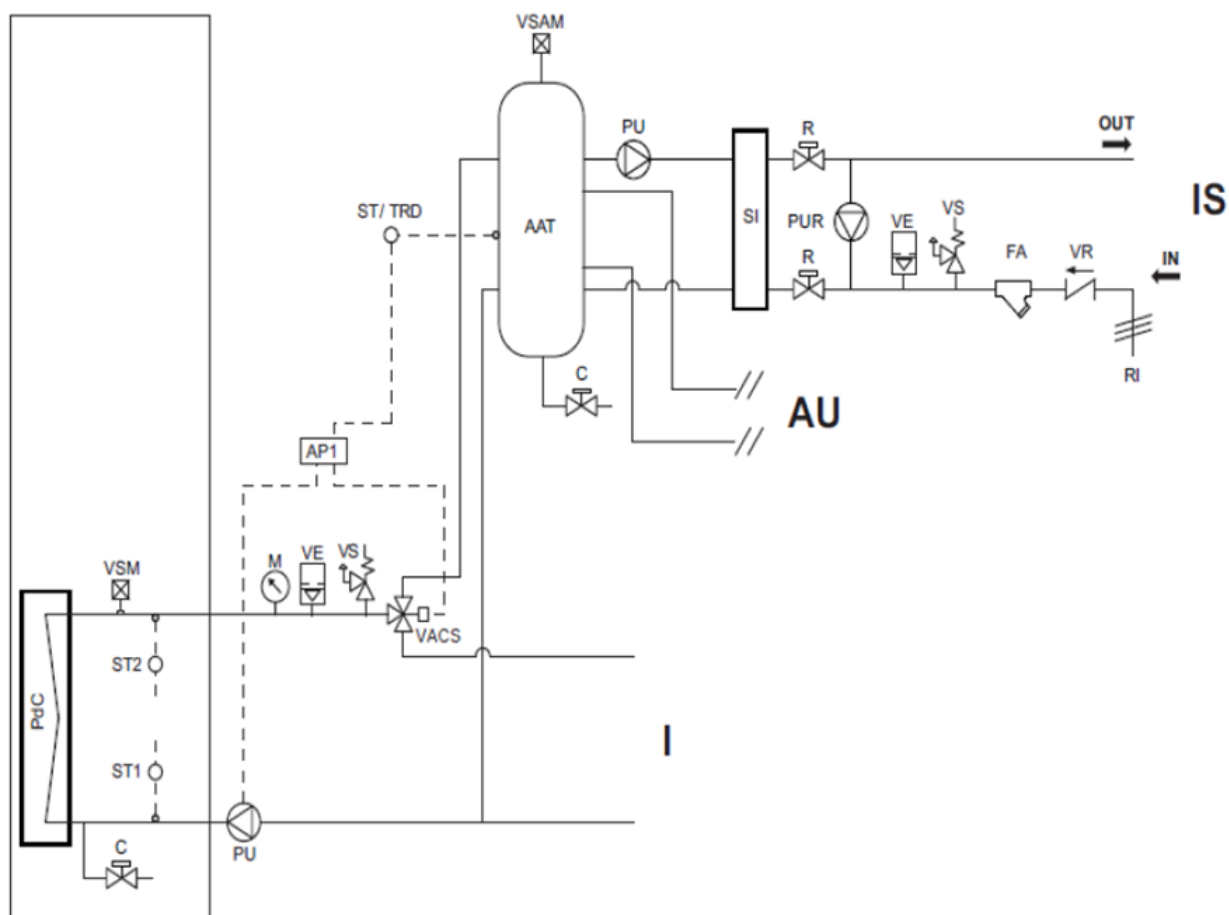 VSAM
PU
R
OUT
IS
ST/ TRD
AAT
SI
PUR
VE
VS
FA
VR
IN
R
RI
C
AU
AP1
VSM
M
VE
VS
VACS
ST2
PdC
I
ST1
PU
C